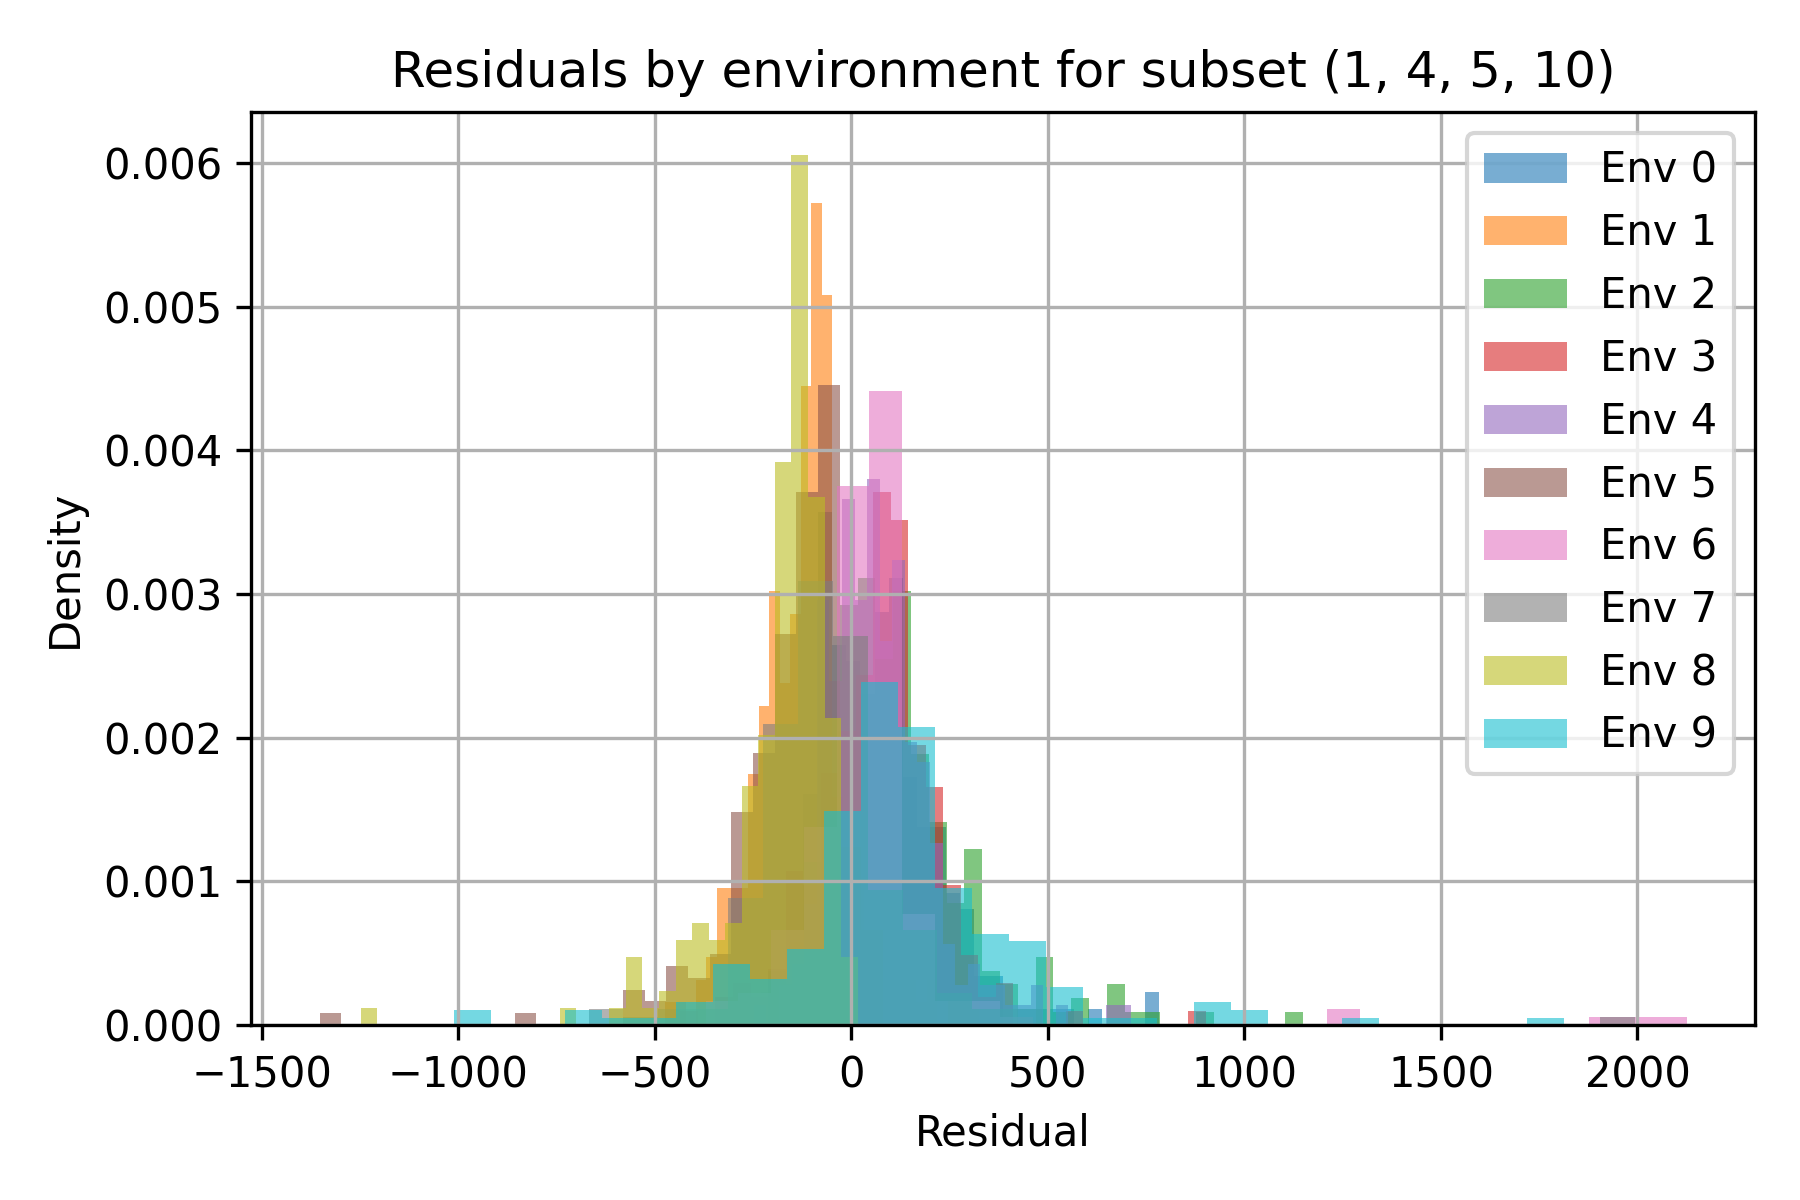 Residuals by environment for subset (1, 4, 5, 10)
0.006
0.005
0.004
0.003
0.002
0.001
0.000
Density
−1500
−1000
−500
0
500
1000
1500
2000
Residual
Env 0
Env 1
Env 2
Env 3
Env 4
Env 5
Env 6
Env 7
Env 8
Env 9